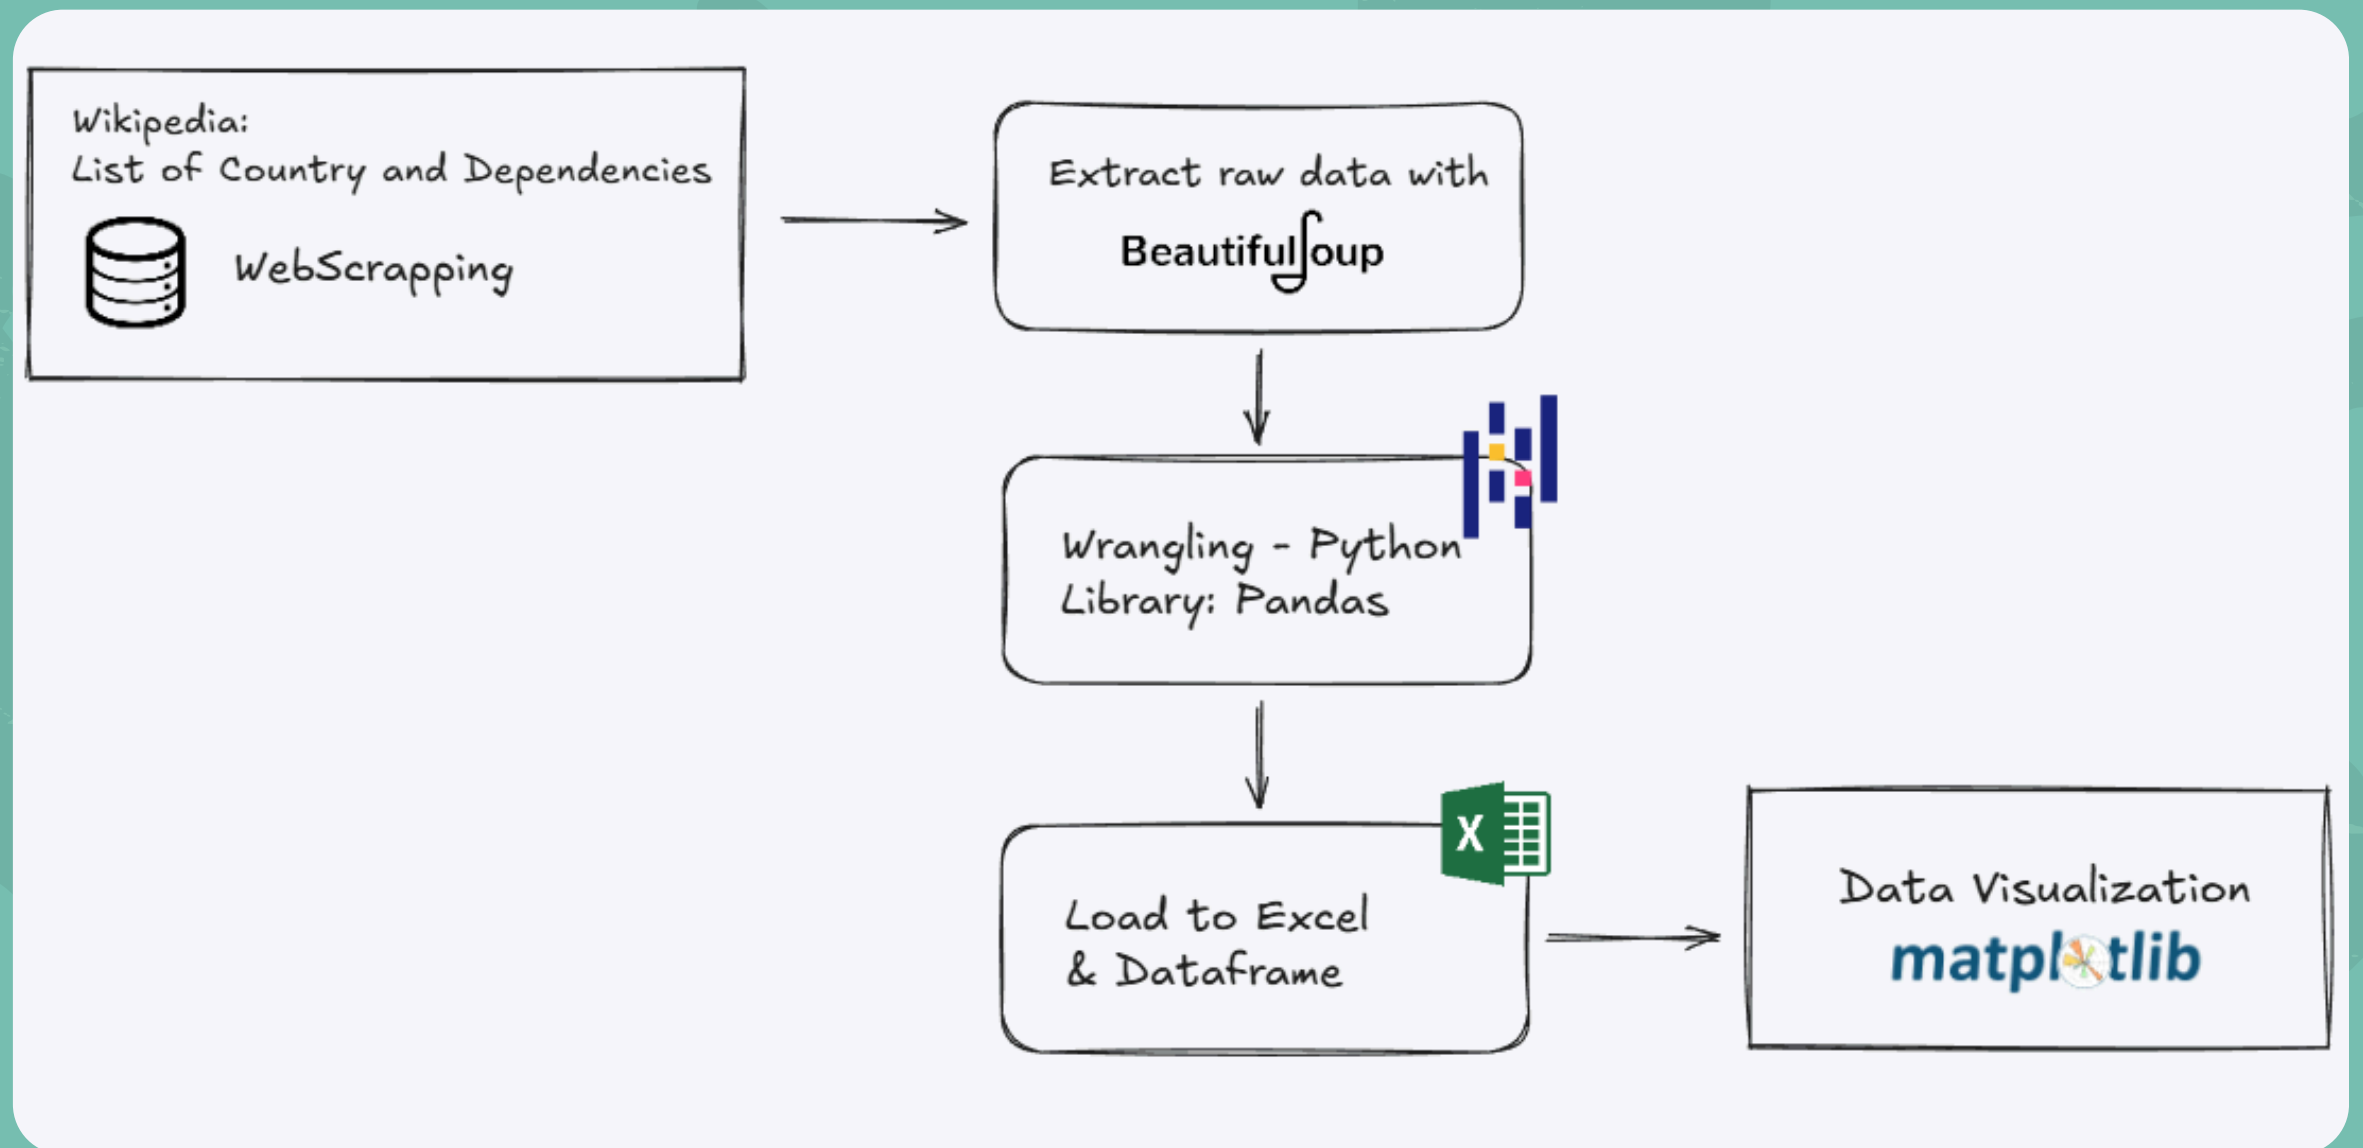 Wikipedia:
List of Country and Dependencies
WebScrapping
Extract raw data with
BeautifulSoup
Wrangling - Python
Library: Pandas
X
Load to Excel
& Dataframe
Data Visualization
matplotlib